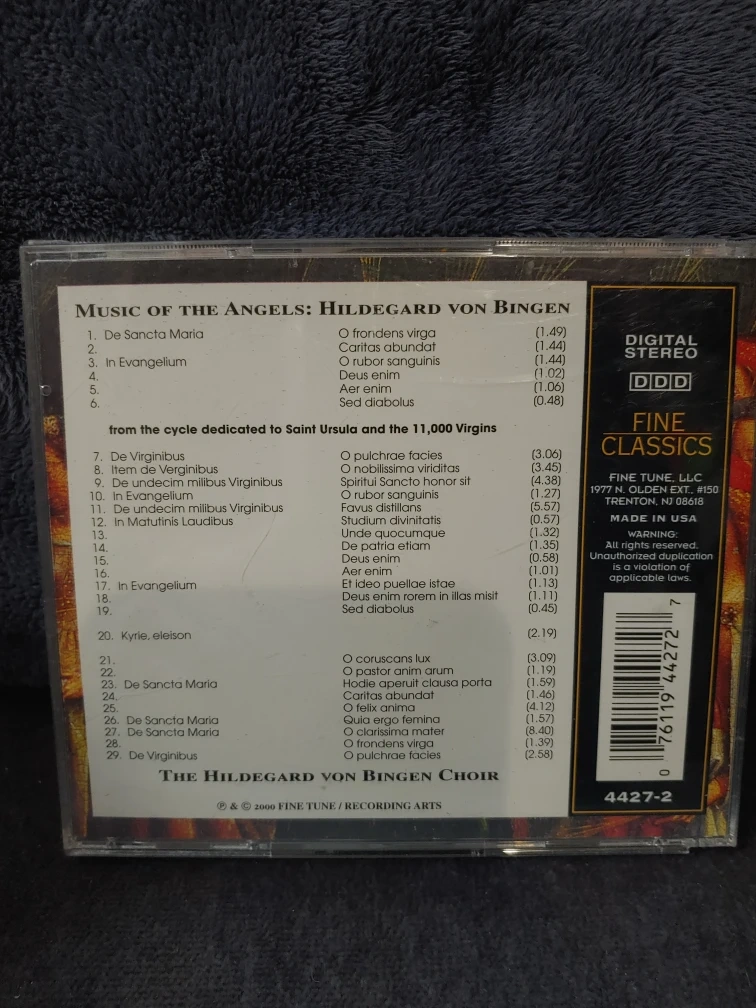 MUSIC OF THE ANGELS: HILDEGARD VON BINGEN
1. De Sancta Maria O frondens virga (1.49)
2. Caritas abundat (1.44)
3. In Evangelium O rubor sanguinis (1.44)
4. Deus enim (1.02)
5. Aer enim (1.06)
6. Sed diabolus (0.48)
from the cycle dedicated to Saint Ursula and the 11,000 Virgins
7. De Virginibus O pulchrae facies (3.06)
8. Item de Verginibus O nobilissima viriditas (3.45)
9. De undecim milibus Virginibus Spiritui Sancto honor sit (4.38)
10. In Evangelium O rubor sanguinis (1.27)
11. De undecim milibus Virginibus Favus distillans (5.57)
12. In Matutinis Laudibus Studium divinitatis (0.57)
13. Unde quocumque (1.32)
14. De patria etiam (1.35)
15. Deus enim (0.58)
16. Aer enim (1.01)
17. In Evangelium Et ideo puellae istae (1.13)
18. Deus enim rorem in illas misit (1.11)
19. Sed diabolus (0.45)
20. Kyrie, eleison (2.19)
21. O coruscans lux (3.09)
22. O pastor anim arum (1.19)
23. De Sancta Maria Hodie aperuit clausa porta (1.59)
24. Caritas abundat (1.46)
25. O felix anima (4.12)
26. De Sancta Maria Quia ergo femina (1.57)
27. De Sancta Maria O clarissima mater (8.40)
28. O frondens virga (1.39)
29. De Virginibus O pulchrae facies (2.58)
THE HILDEGARD VON BINGEN CHOIR
℗ & © 2000 FINE TUNE / RECORDING ARTS
DIGITAL
STEREO
DDD
FINE
CLASSICS
FINE TUNE, LLC
1977 N. OLDEN EXT., #150
TRENTON, NJ 08618
MADE IN USA
WARNING:
All rights reserved.
Unauthorized duplication
is a violation of
applicable laws.
0 76119 44272 7
4427-2